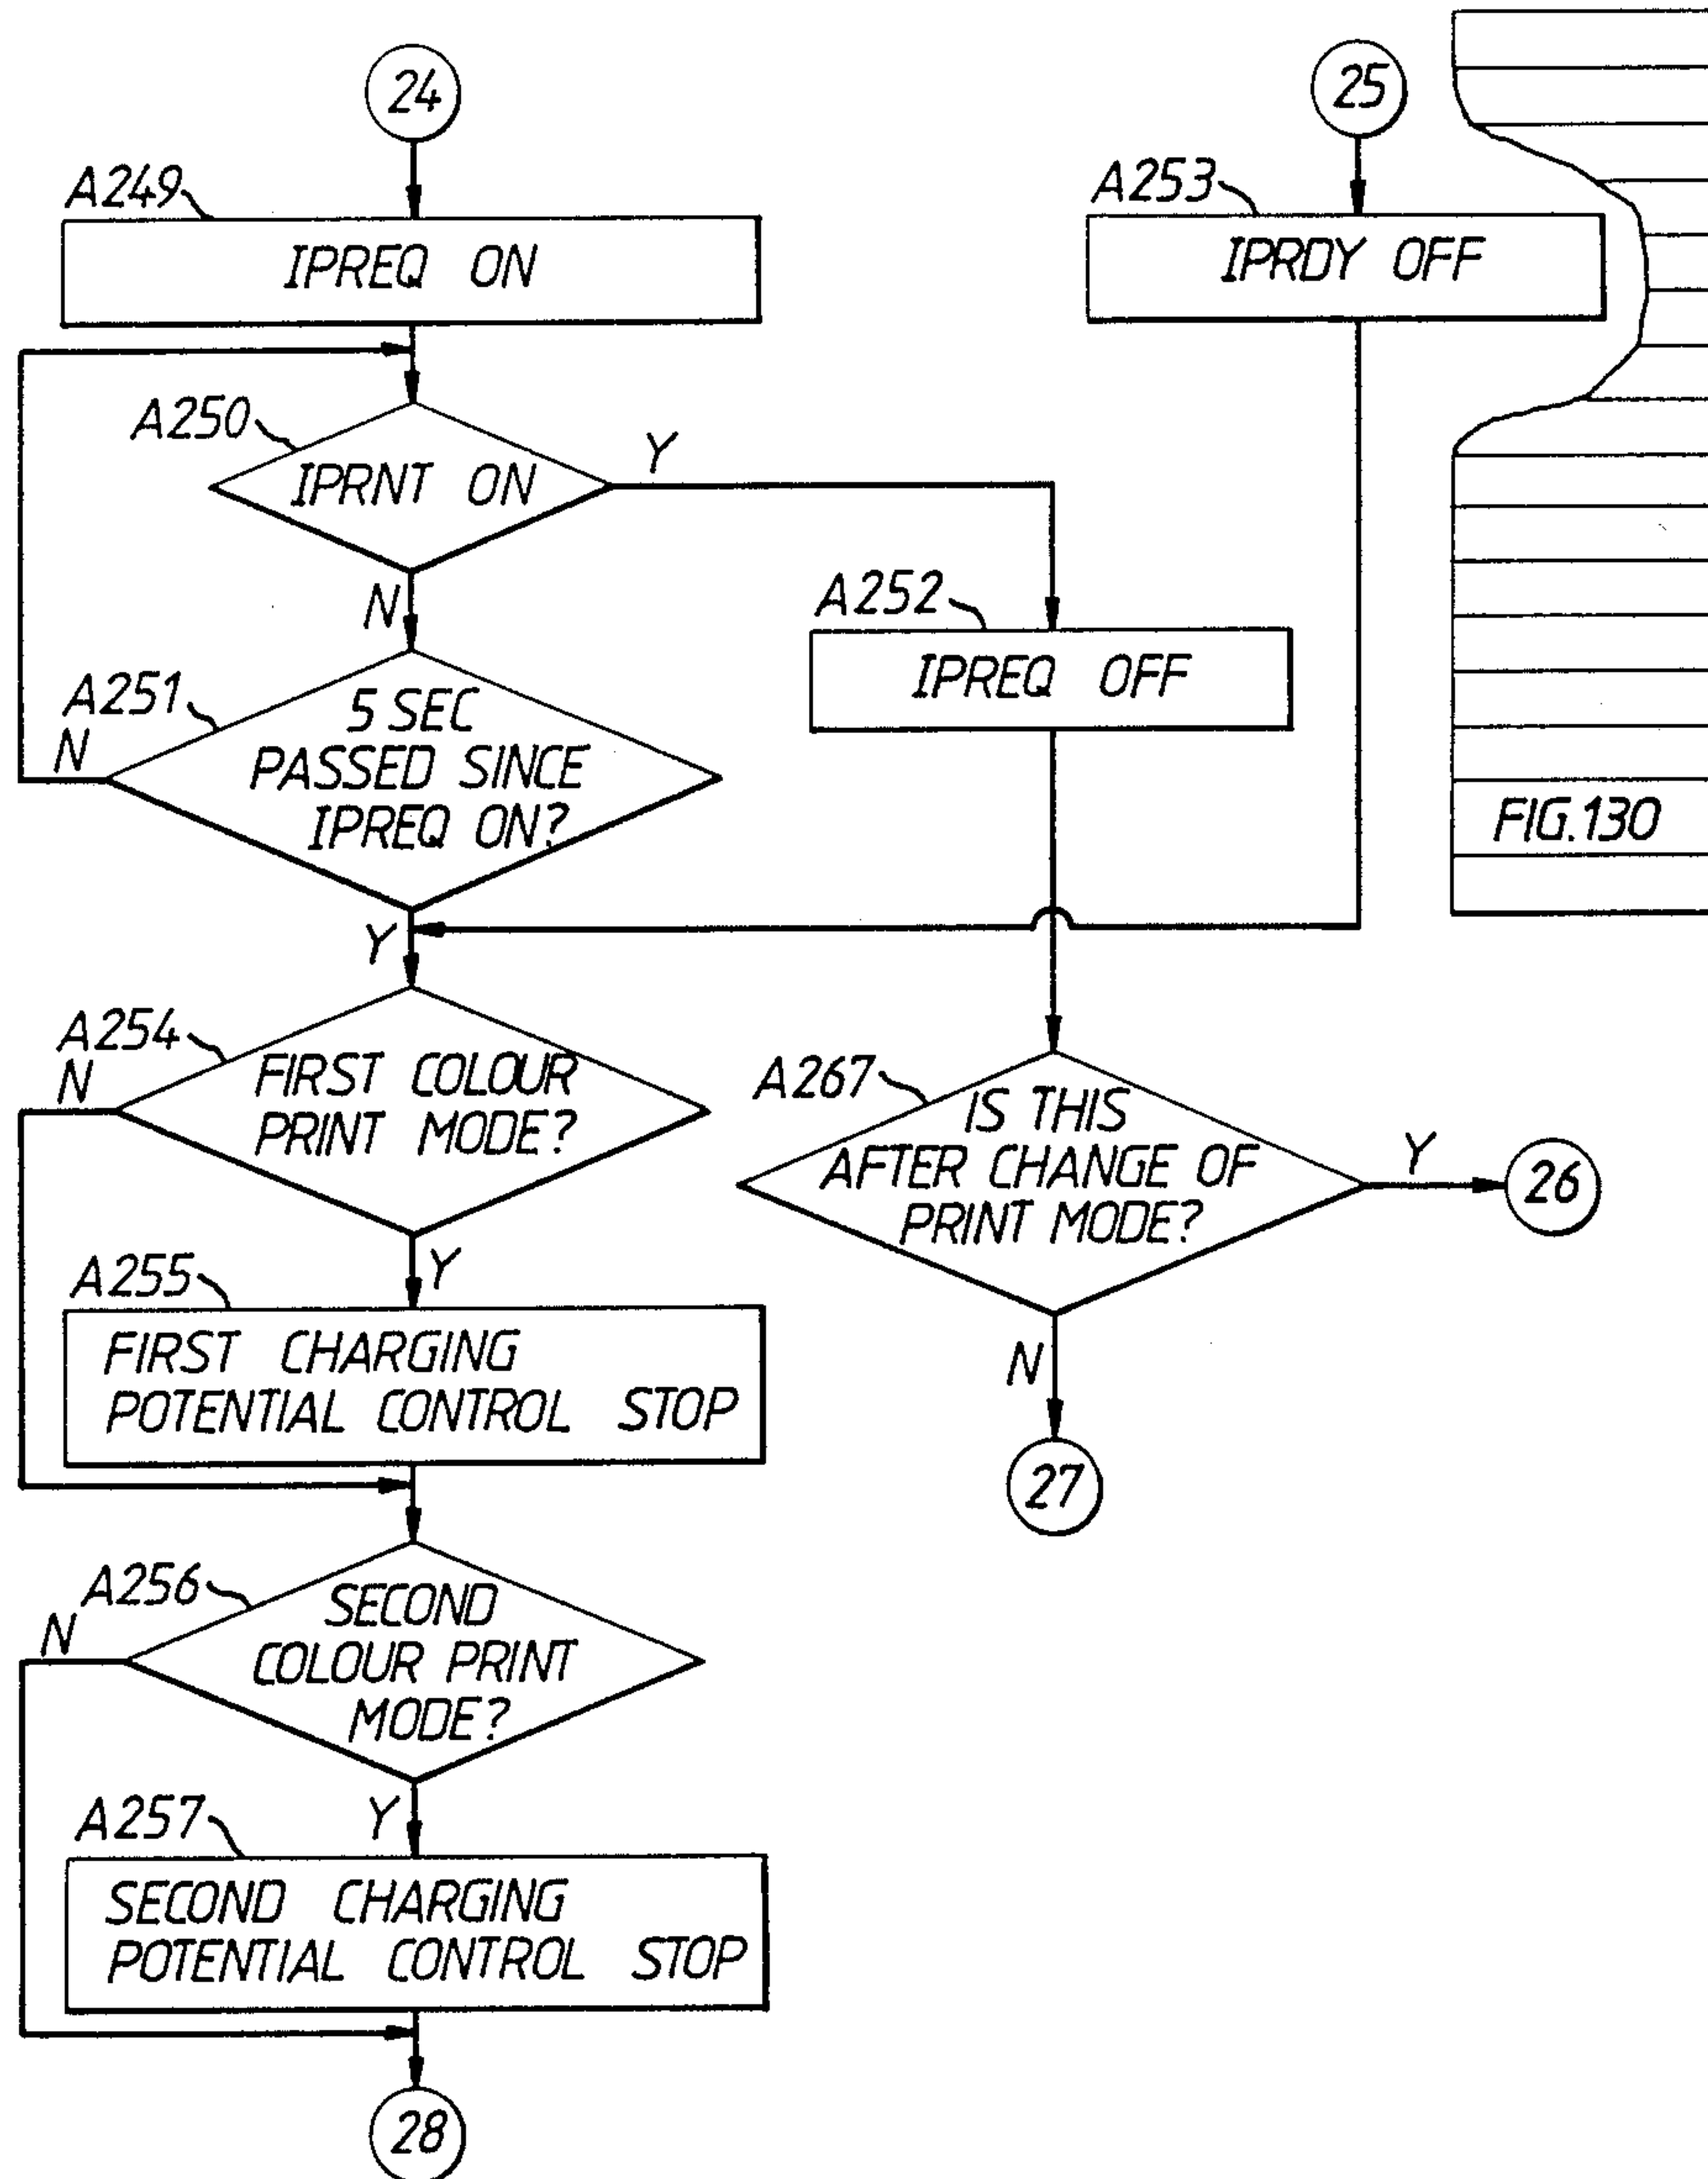 24
25
A249
IPREQ ON
A253
IPRDY OFF
A250
IPRNT ON
Y
N
A252
IPREQ OFF
A251
N
5 SEC
PASSED SINCE
IPREQ ON?
FIG.130
Y
A254
N
FIRST COLOUR
PRINT MODE?
A267
IS THIS
AFTER CHANGE OF
PRINT MODE?
Y
26
Y
N
27
A255
FIRST CHARGING
POTENTIAL CONTROL STOP
A256
N
SECOND
COLOUR PRINT
MODE?
Y
A257
SECOND CHARGING
POTENTIAL CONTROL STOP
28